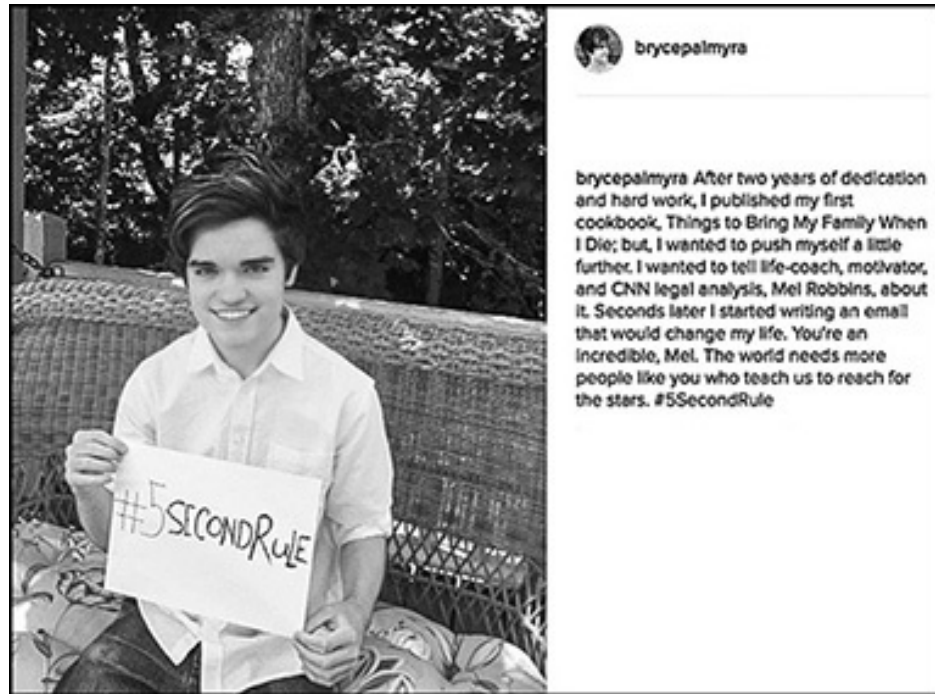 brycepalmyra
brycepalmyra After two years of dedication
and hard work, I published my first
cookbook, Things to Bring My Family When
I Die; but, I wanted to push myself a little
further. I wanted to tell life-coach, motivator,
and CNN legal analysis, Mel Robbins, about
it. Seconds later I started writing an email
that would change my life. You're an
incredible, Mel. The world needs more
people like you who teach us to reach for
the stars. #5SecondRule
#5SECONDRULE